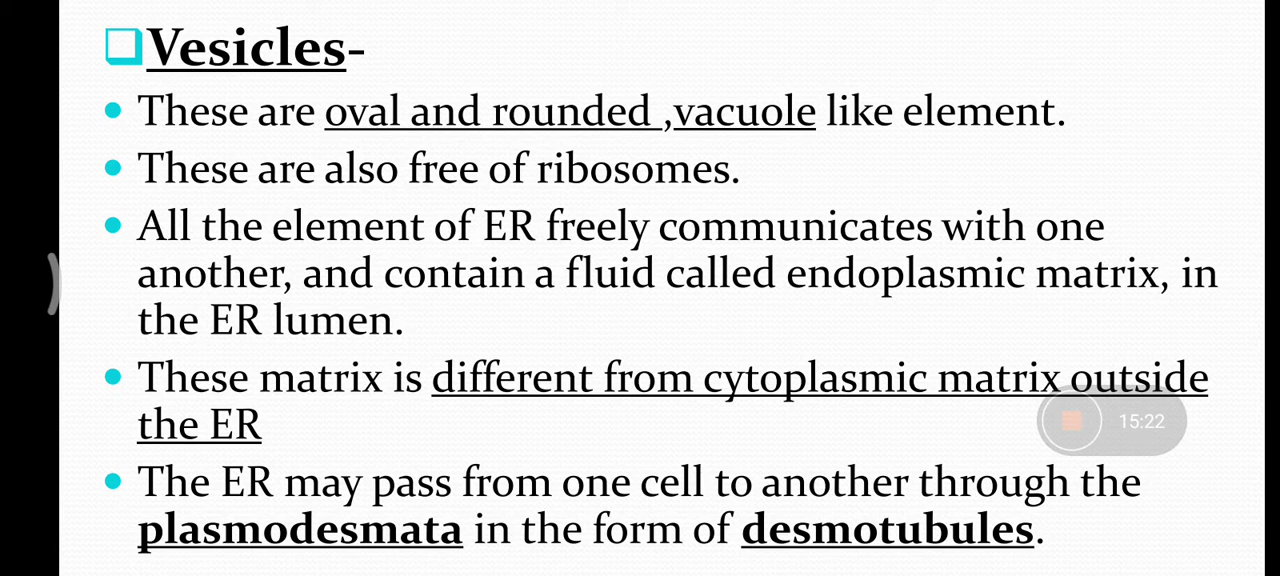 Vesicles-
These are oval and rounded ,vacuole like element.
These are also free of ribosomes.
All the element of ER freely communicates with one
another, and contain a fluid called endoplasmic matrix, in
the ER lumen.
These matrix is different from cytoplasmic matrix outside
the ER
15:22
The ER may pass from one cell to another through the
plasmodesmata in the form of desmotubules.